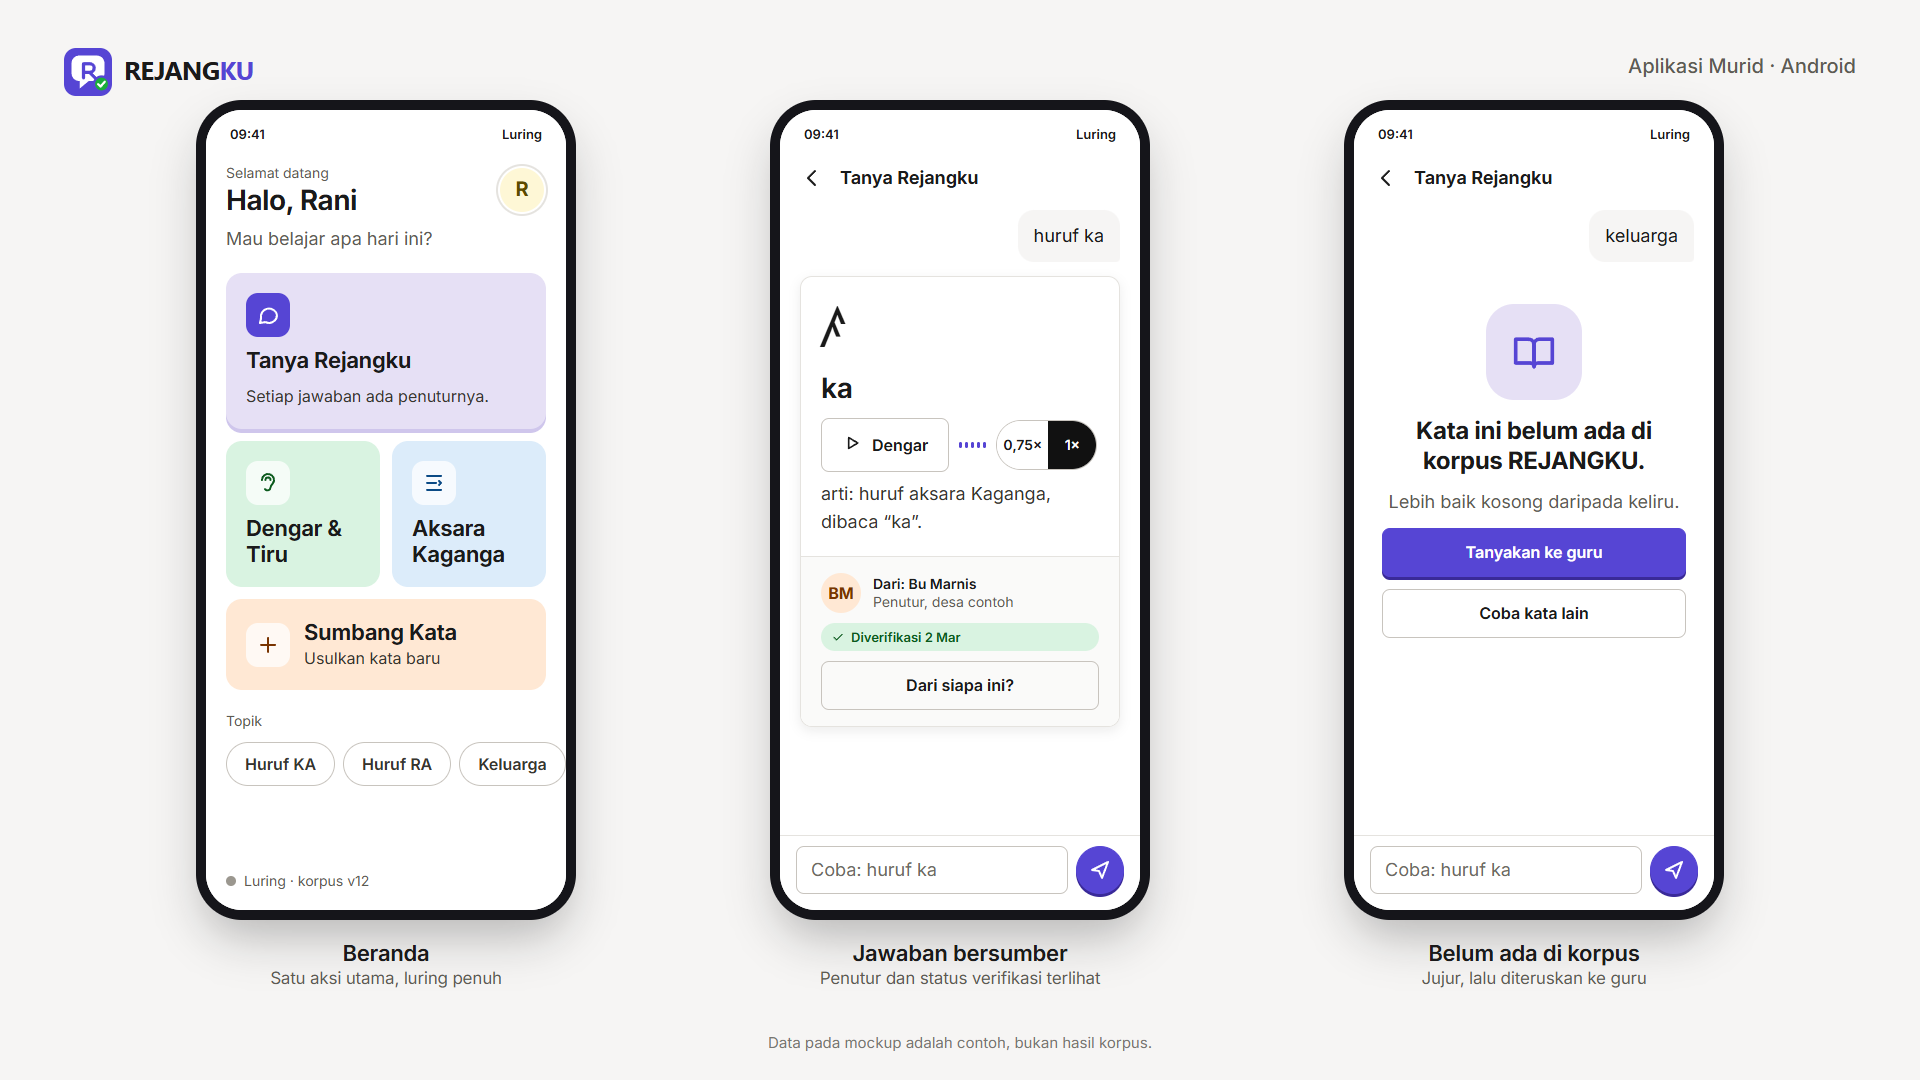 REJANGKU
Aplikasi Murid · Android
09:41
Luring
Selamat datang
Halo, Rani
R
Mau belajar apa hari ini?
Tanya Rejangku
Setiap jawaban ada penuturnya.
Dengar &
Tiru
Aksara
Kaganga
Sumbang Kata
Usulkan kata baru
Topik
Huruf KA
Huruf RA
Keluarga
Luring · korpus v12
Beranda
Satu aksi utama, luring penuh
09:41
Luring
Tanya Rejangku
huruf ka
ka
Dengar
0,75×
1×
arti: huruf aksara Kaganga,
dibaca “ka”.
BM
Dari: Bu Marnis
Penutur, desa contoh
Diverifikasi 2 Mar
Dari siapa ini?
Coba: huruf ka
Jawaban bersumber
Penutur dan status verifikasi terlihat
09:41
Luring
Tanya Rejangku
keluarga
Kata ini belum ada di
korpus REJANGKU.
Lebih baik kosong daripada keliru.
Tanyakan ke guru
Coba kata lain
Coba: huruf ka
Belum ada di korpus
Jujur, lalu diteruskan ke guru
Data pada mockup adalah contoh, bukan hasil korpus.